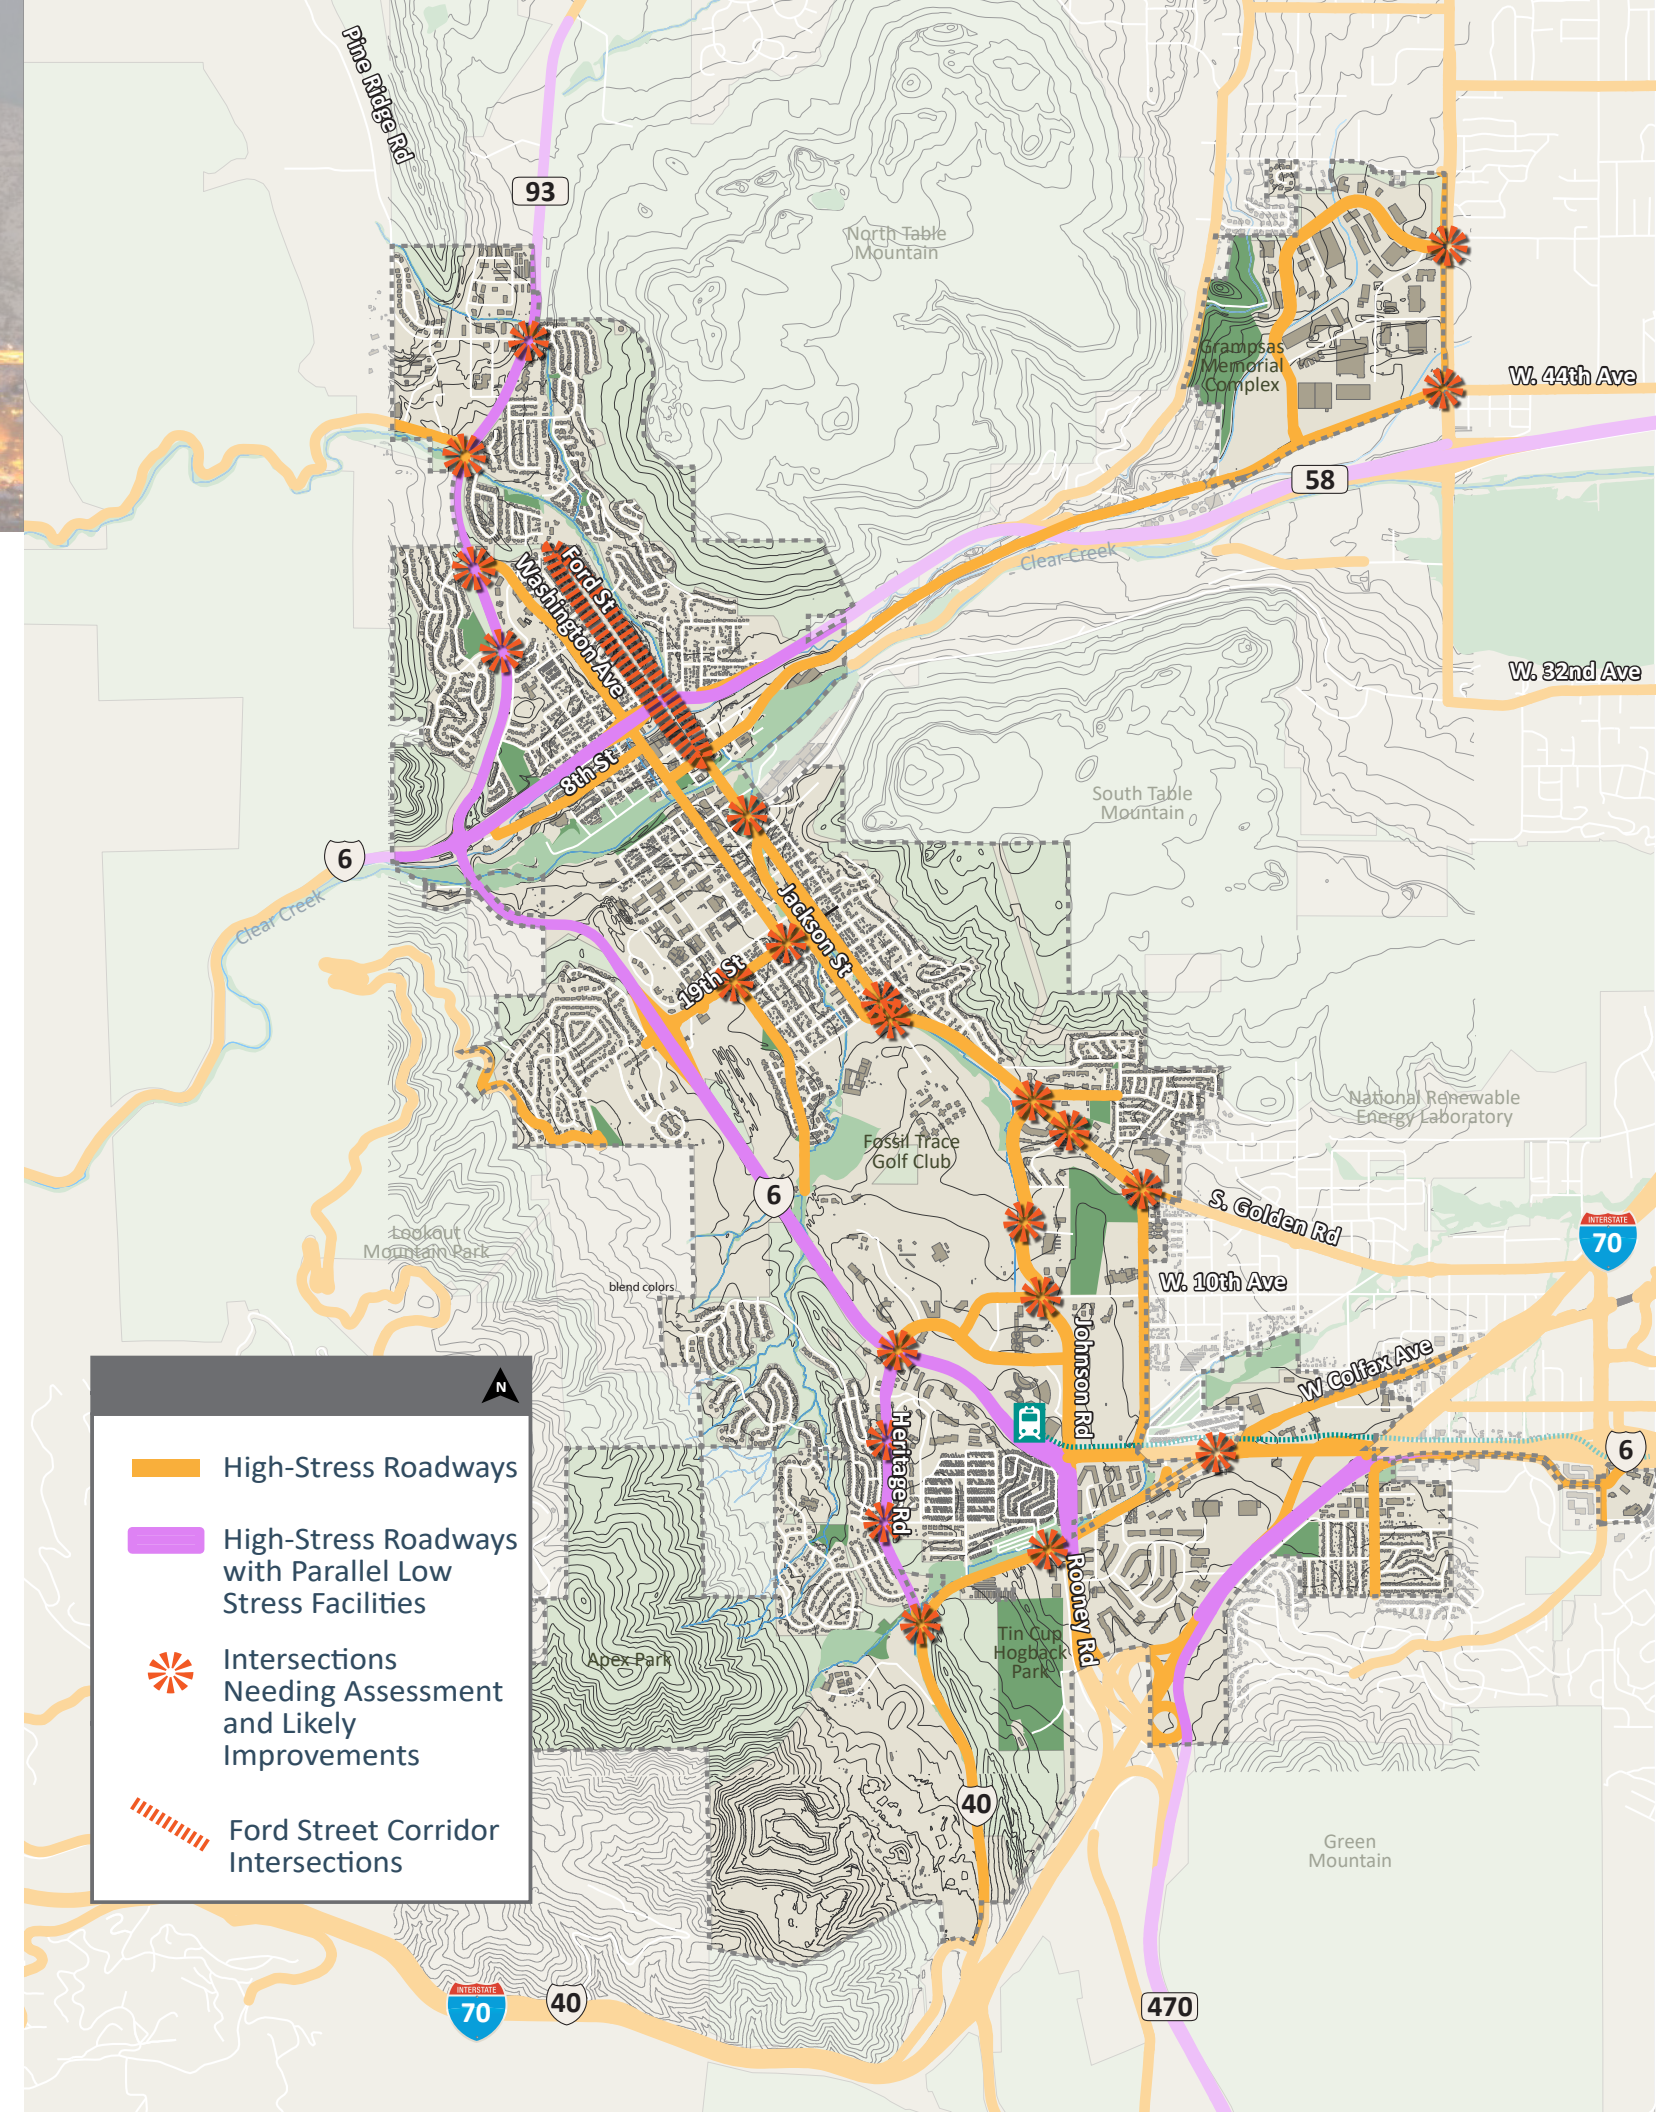 Pine Ridge Rd
93
North Table
Mountain
Grampsas
Memorial
Complex
W. 44th Ave
58
Clear Creek
Ford St
Washington Ave
W. 32nd Ave
8th St
South Table
Mountain
6
Clear Creek
Jackson St
19th St
National Renewable
Energy Laboratory
Fossil Trace
Golf Club
6
S. Golden Rd
Lookout
Mountain Park
INTERSTATE
70
blend colors
W. 10th Ave
Johnson Rd
W Colfax Ave
Heritage Rd
6
Rooney Rd
Tin Cup
Hogback
Park
Apex Park
40
Green
Mountain
INTERSTATE
70
40
470
N
High-Stress Roadways
High-Stress Roadways
with Parallel Low
Stress Facilities
Intersections
Needing Assessment
and Likely
Improvements
Ford Street Corridor
Intersections